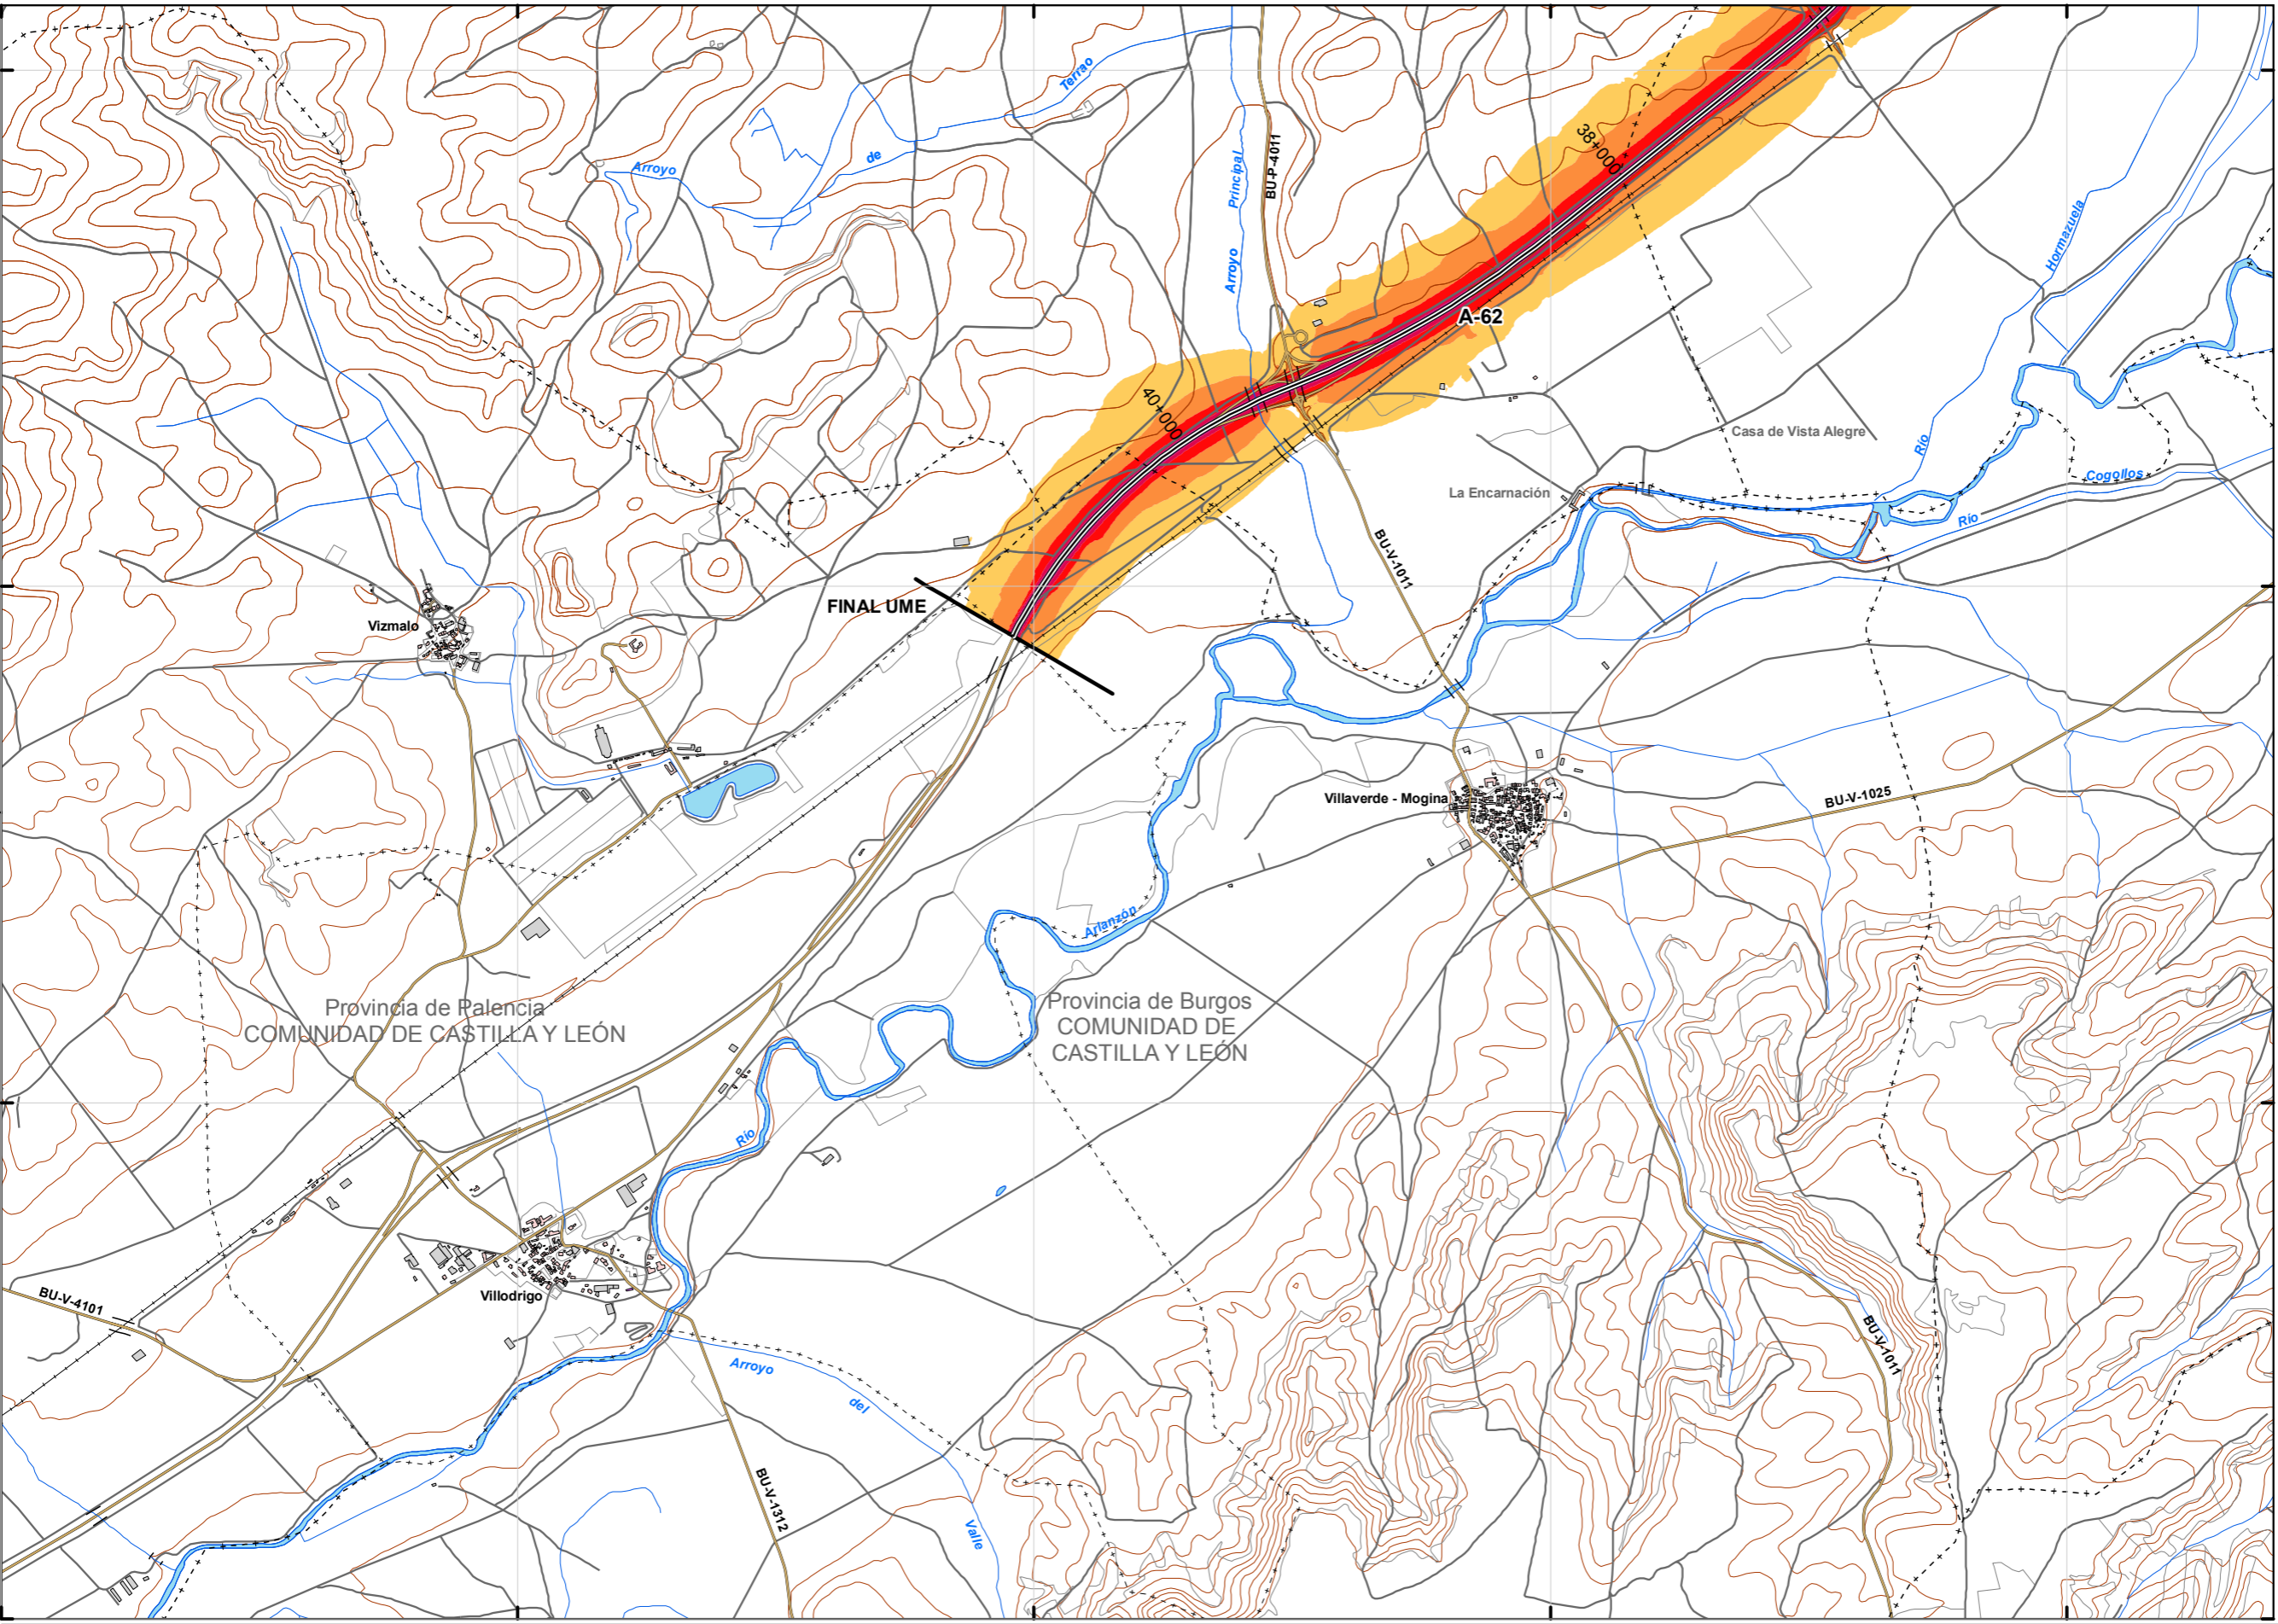 Terrao
de
Arroyo
Principal
Arroyo
BU-P-4011
38+000
Hormazuela
A-62
40+000
Río
Casa de Vista Alegre
Cogollos
La Encarnación
Río
BU-V-1011
FINAL UME
Vizmalo
Villaverde - Mogina
BU-V-1025
Arlanzón
Provincia de Palencia
COMUNIDAD DE CASTILLA Y LEÓN
Provincia de Burgos
COMUNIDAD DE
CASTILLA Y LEÓN
Río
BU-V-4101
Villodrigo
Arroyo
del
Valle
BU-V-1011
BU-V-1312